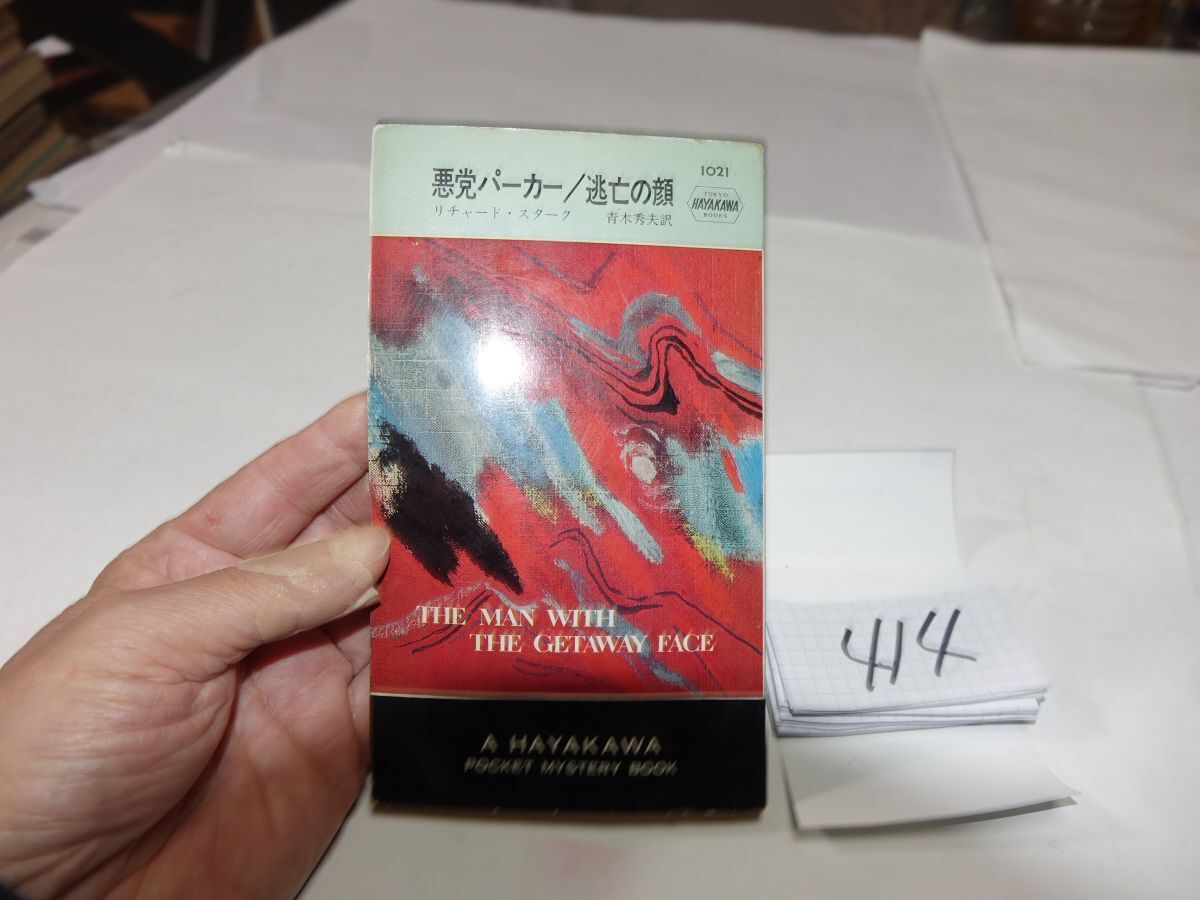 1021
悪党パーカー/逃亡の顔
リチャード・スターク 青木秀夫訳
TOKYO
HAYAKAWA
BOOKS
THE MAN WITH
THE GETAWAY FACE
A HAYAKAWA
POCKET MYSTERY BOOK
414